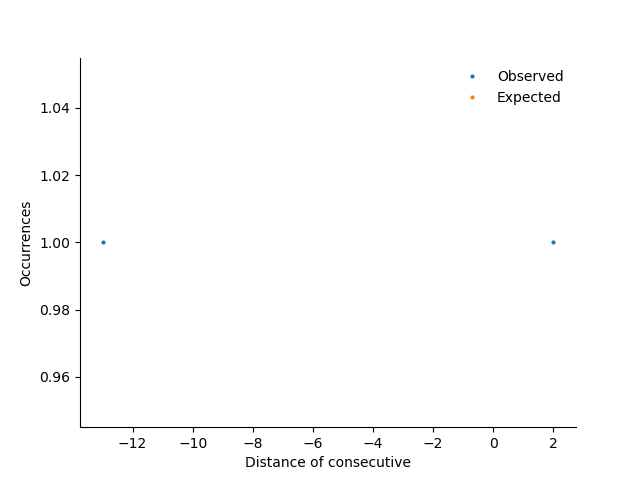 Observed
Expected
1.04
1.02
1.00
0.98
0.96
Occurrences
−12 −10 −8 −6 −4 −2 0 2
Distance of consecutive